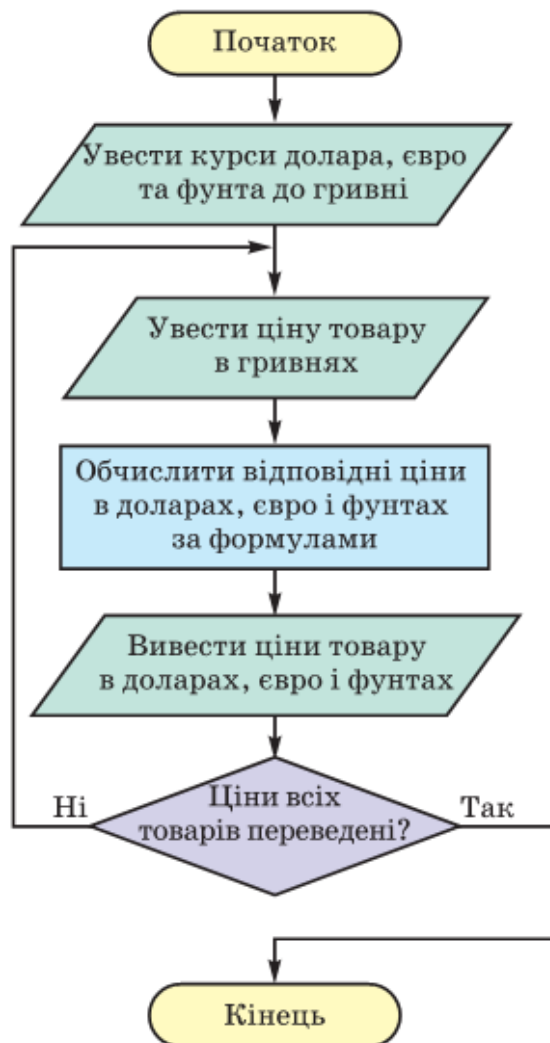 Початок
Увести курси долара, євро
та фунта до гривні
Увести ціну товару
в гривнях
Обчислити відповідні ціни
в доларах, євро і фунтах
за формулами
Вивести ціни товару
в доларах, євро і фунтах
Ціни всіх
товарів переведені?
Ні
Так
Кінець